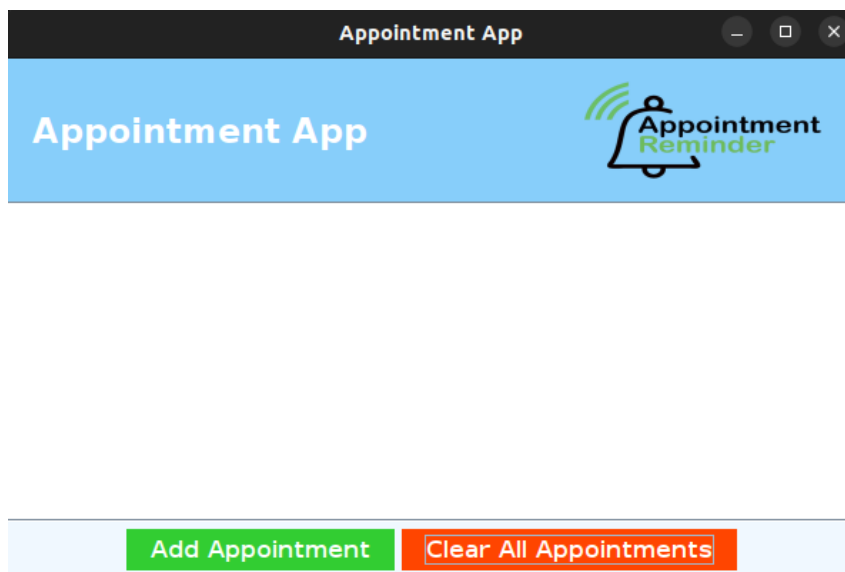 Appointment App
Appointment App
Appointment
Reminder
Add Appointment
Clear All Appointments